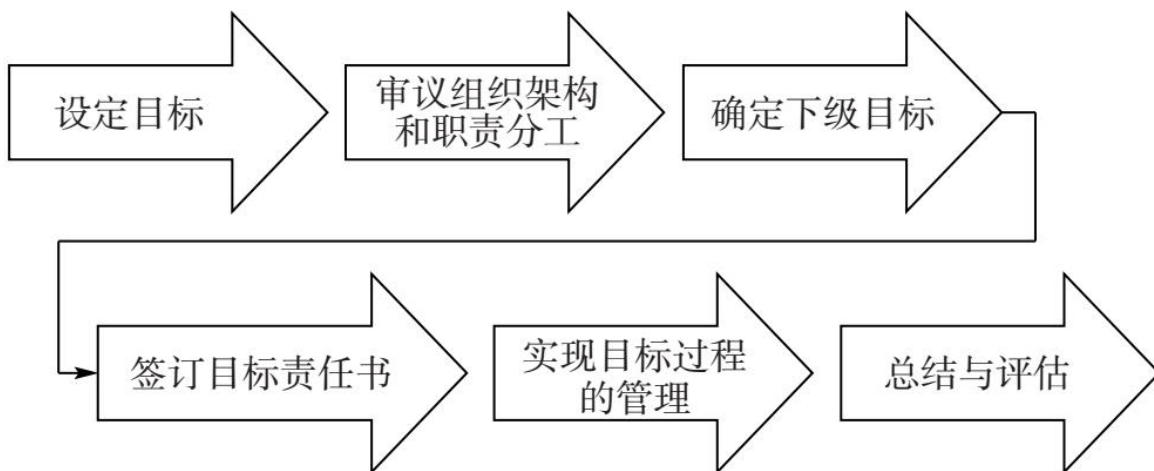 设定目标
审议组织架构
和职责分工
确定下级目标
签订目标责任书
实现目标过程
的管理
总结与评估